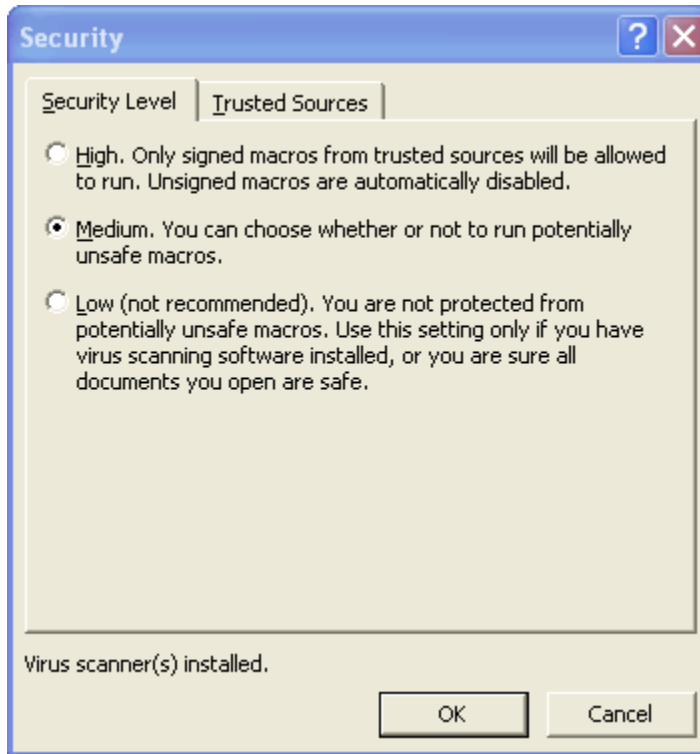 Security
Security Level
Trusted Sources
High. Only signed macros from trusted sources will be allowed
to run. Unsigned macros are automatically disabled.
Medium. You can choose whether or not to run potentially
unsafe macros.
Low (not recommended). You are not protected from
potentially unsafe macros. Use this setting only if you have
virus scanning software installed, or you are sure all
documents you open are safe.
Virus scanner(s) installed.
OK
Cancel